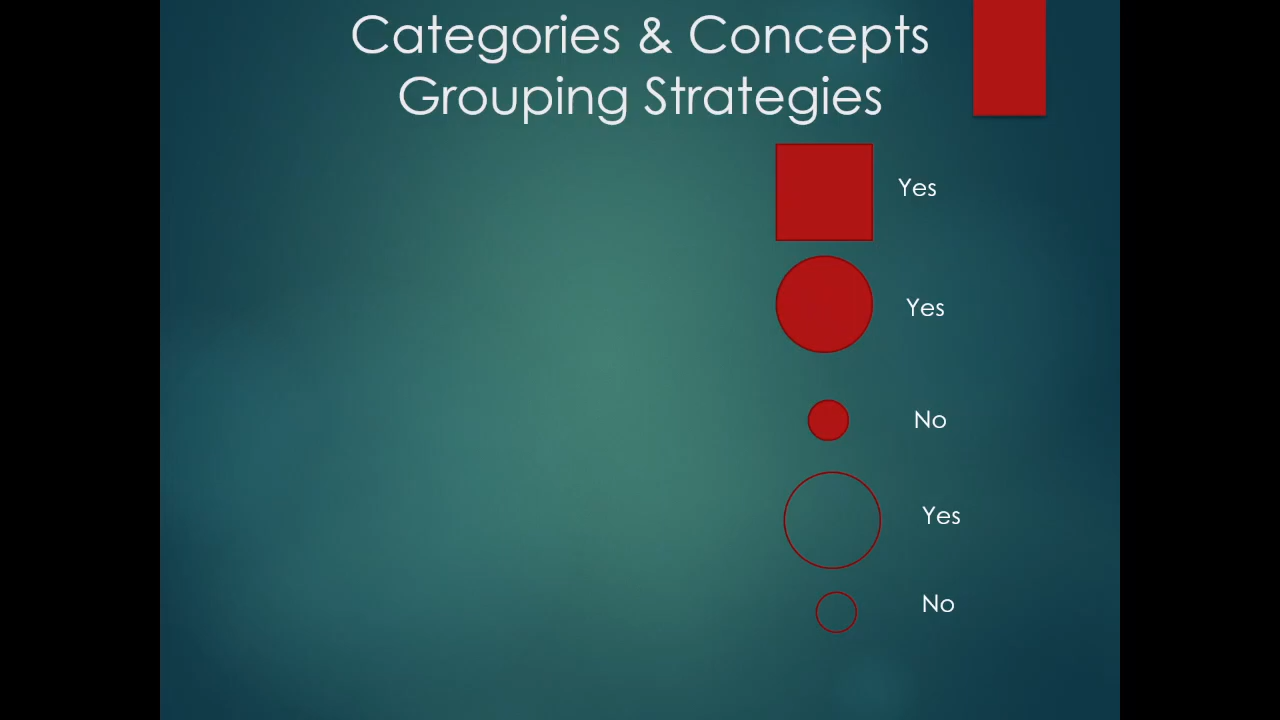 Categories & Concepts
Grouping Strategies
Yes
Yes
No
Yes
No